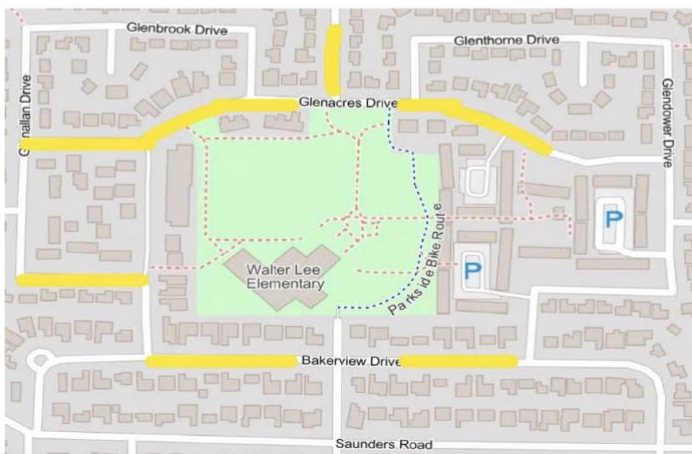 Glenbrook Drive
Glenthorne Drive
Glenacres Drive
Glendower Drive
Walter Lee
Elementary
Parkside Bike Route
P
P
Bakerview Drive
Saunders Road